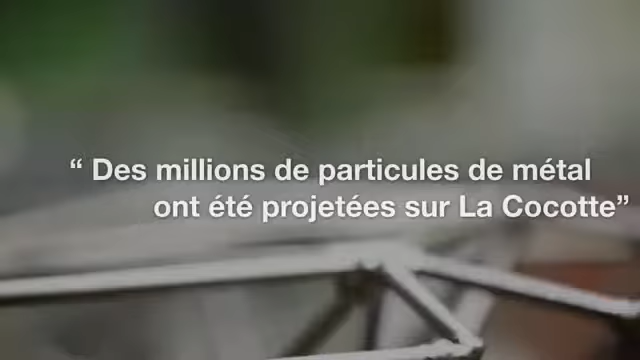 “ Des millions de particules de métal
ont été projetées sur La Cocotte”